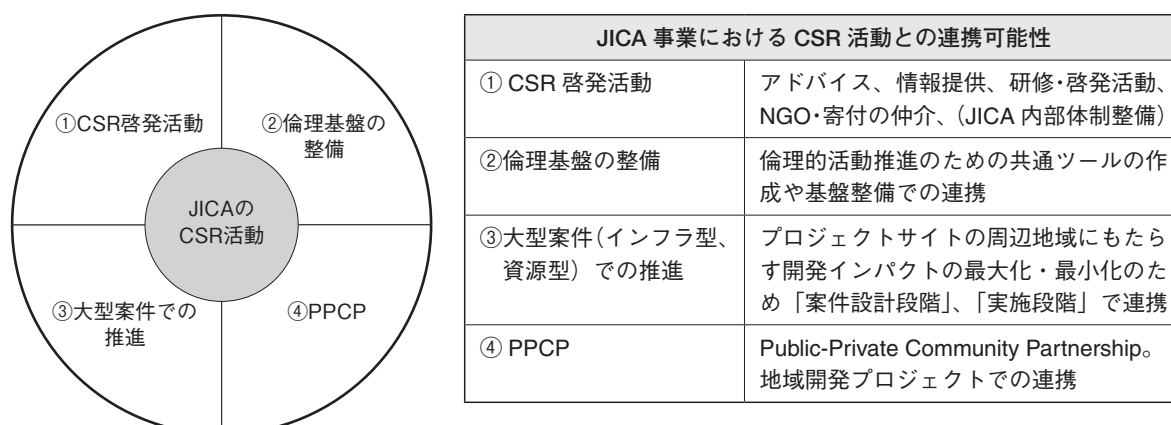 ①CSR啓発活動
②倫理基盤の
整備
JICAの
CSR活動
③大型案件での
推進
④PPCP
JICA 事業における CSR 活動との連携可能性
① CSR 啓発活動
アドバイス、情報提供、研修・啓発活動、
NGO・寄付の仲介、（JICA 内部体制整備）
②倫理基盤の整備
倫理的活動推進のための共通ツールの作
成や基盤整備での連携
③大型案件（インフラ型、
資源型）での推進
プロジェクトサイトの周辺地域にもたら
す開発インパクトの最大化・最小化のた
め「案件設計段階」、「実施段階」で連携
④ PPCP
Public-Private Community Partnership。
地域開発プロジェクトでの連携